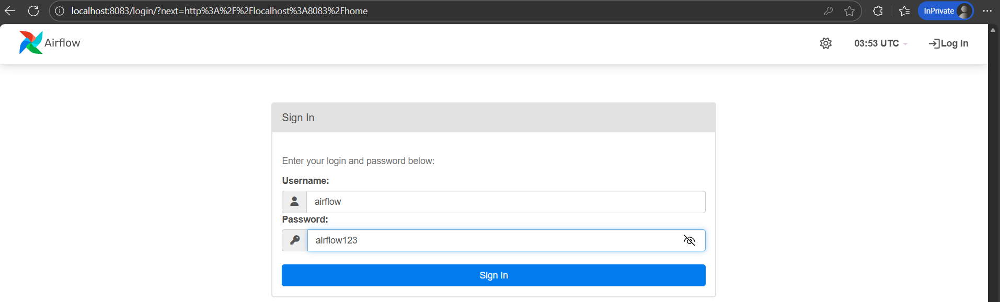 localhost:8083/login/?next=http%3A%2F%2Flocalhost%3A8083%2Fhome
InPrivate
Airflow
03:53 UTC
Log In
Sign In
Enter your login and password below:
Username:
airflow
Password:
airflow123
Sign In